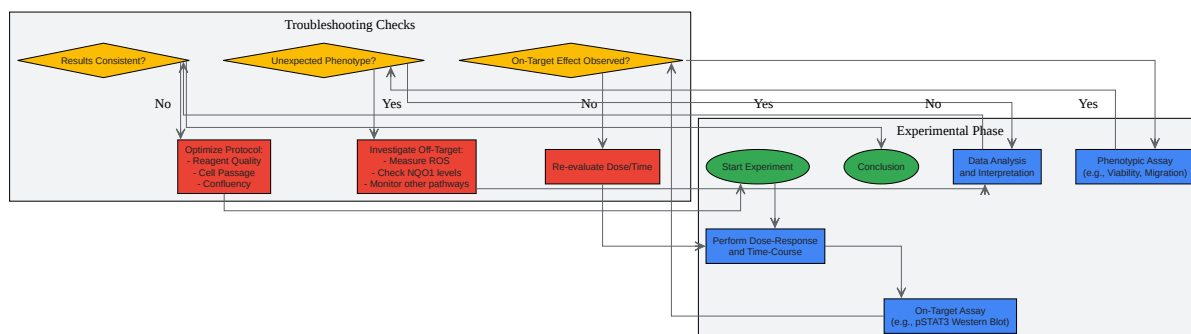 Troubleshooting Checks
Results Consistent?
Unexpected Phenotype?
On-Target Effect Observed?
No
Yes
No
Yes
No
Yes
Experimental Phase
Optimize Protocol:
- Reagent Quality
- Cell Passage
- Confluency
Investigate Off-Target:
- Measure ROS
- Check NQO1 levels
- Monitor other pathways
Re-evaluate Dose/Time
Start Experiment
Conclusion
Data Analysis
and Interpretation
Phenotypic Assay
(e.g., Viability, Migration)
Perform Dose-Response
and Time-Course
On-Target Assay
(e.g., pSTAT3 Western Blot)